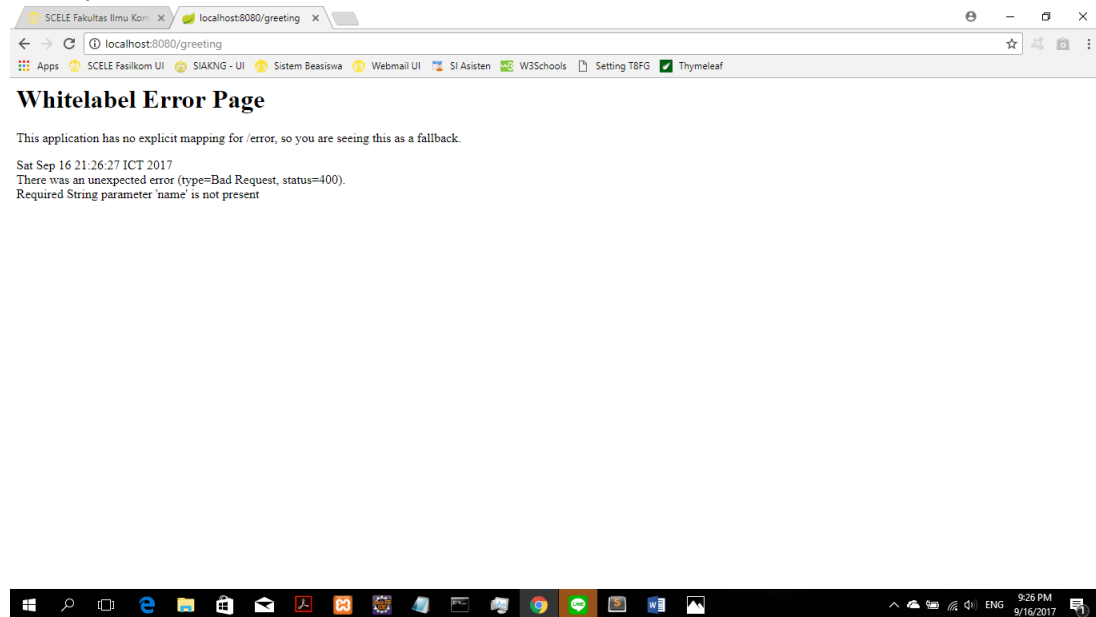 SCELE Fakultas Ilmu Kom
localhost:8080/greeting
localhost:8080/greeting
Apps SCELE Fasilkom UI SIAKNG - UI Sistem Beasiswa Webmail UI SI Asisten W3Schools Setting T8FG Thymeleaf
Whitelabel Error Page
This application has no explicit mapping for /error, so you are seeing this as a fallback.
Sat Sep 16 21:26:27 ICT 2017
There was an unexpected error (type=Bad Request, status=400).
Required String parameter 'name' is not present
ENG
9:26 PM
9/16/2017